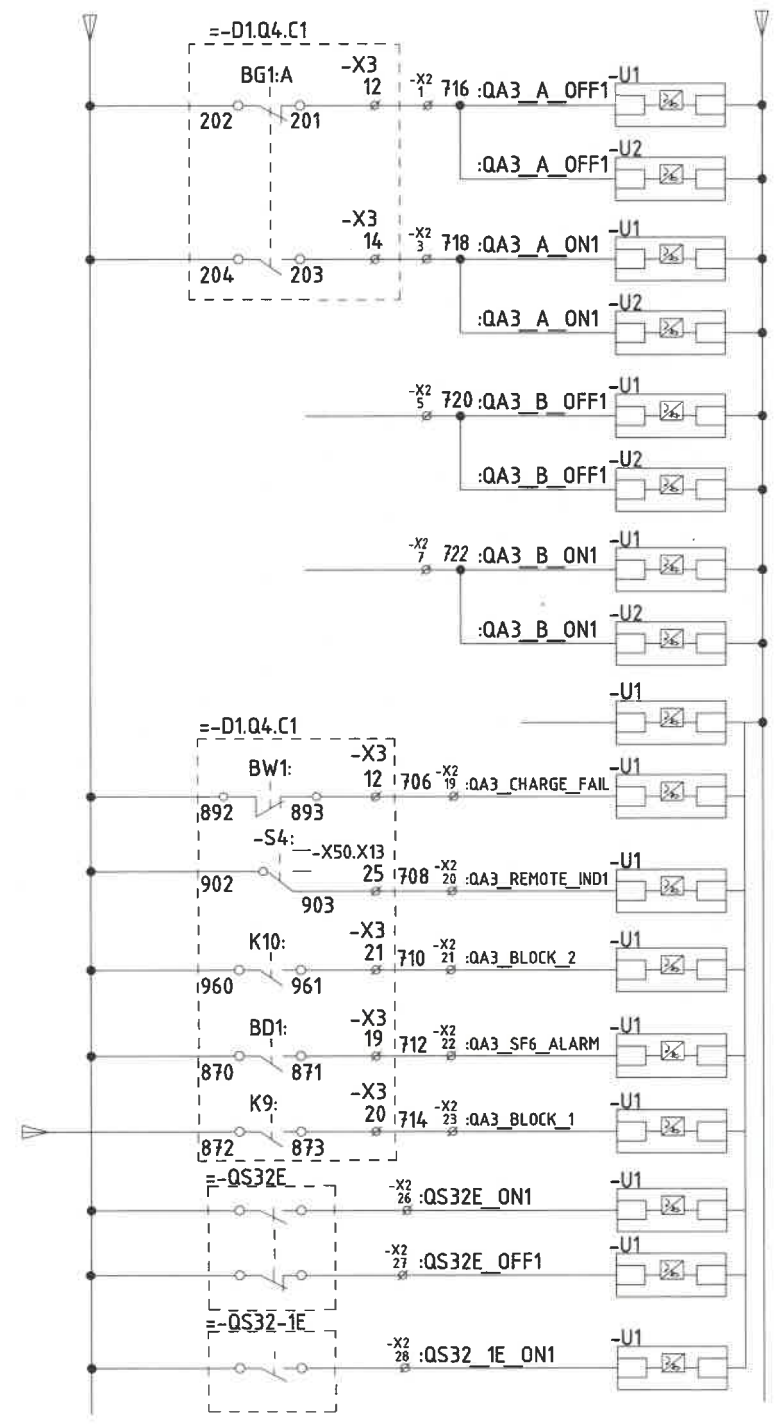 =-D1.Q4.C1
BG1:A
-X3
12
-X2
1
716
:QA3_A_OFF1
-U1
202
201
:QA3_A_OFF1
-U2
-X3
14
-X2
3
718
:QA3_A_ON1
-U1
204
203
:QA3_A_ON1
-U2
-X2
5
720
:QA3_B_OFF1
-U1
:QA3_B_OFF1
-U2
-X2
7
722
:QA3_B_ON1
-U1
:QA3_B_ON1
-U2
-U1
=-D1.Q4.C1
BW1:
-X3
12
706
-X2
19
:QA3_CHARGE_FAIL
-U1
892
893
-S4:
-X50.X13
25
708
-X2
20
:QA3_REMOTE_IND1
-U1
902
903
K10:
-X3
21
710
-X2
21
:QA3_BLOCK_2
-U1
960
961
BD1:
-X3
19
712
-X2
22
:QA3_SF6_ALARM
-U1
870
871
K9:
-X3
20
714
-X2
23
:QA3_BLOCK_1
-U1
872
873
=-QS32E
-X2
26
:QS32E_ON1
-U1
-X2
27
:QS32E_OFF1
-U1
=-QS32-1E
-X2
28
:QS32_1E_ON1
-U1